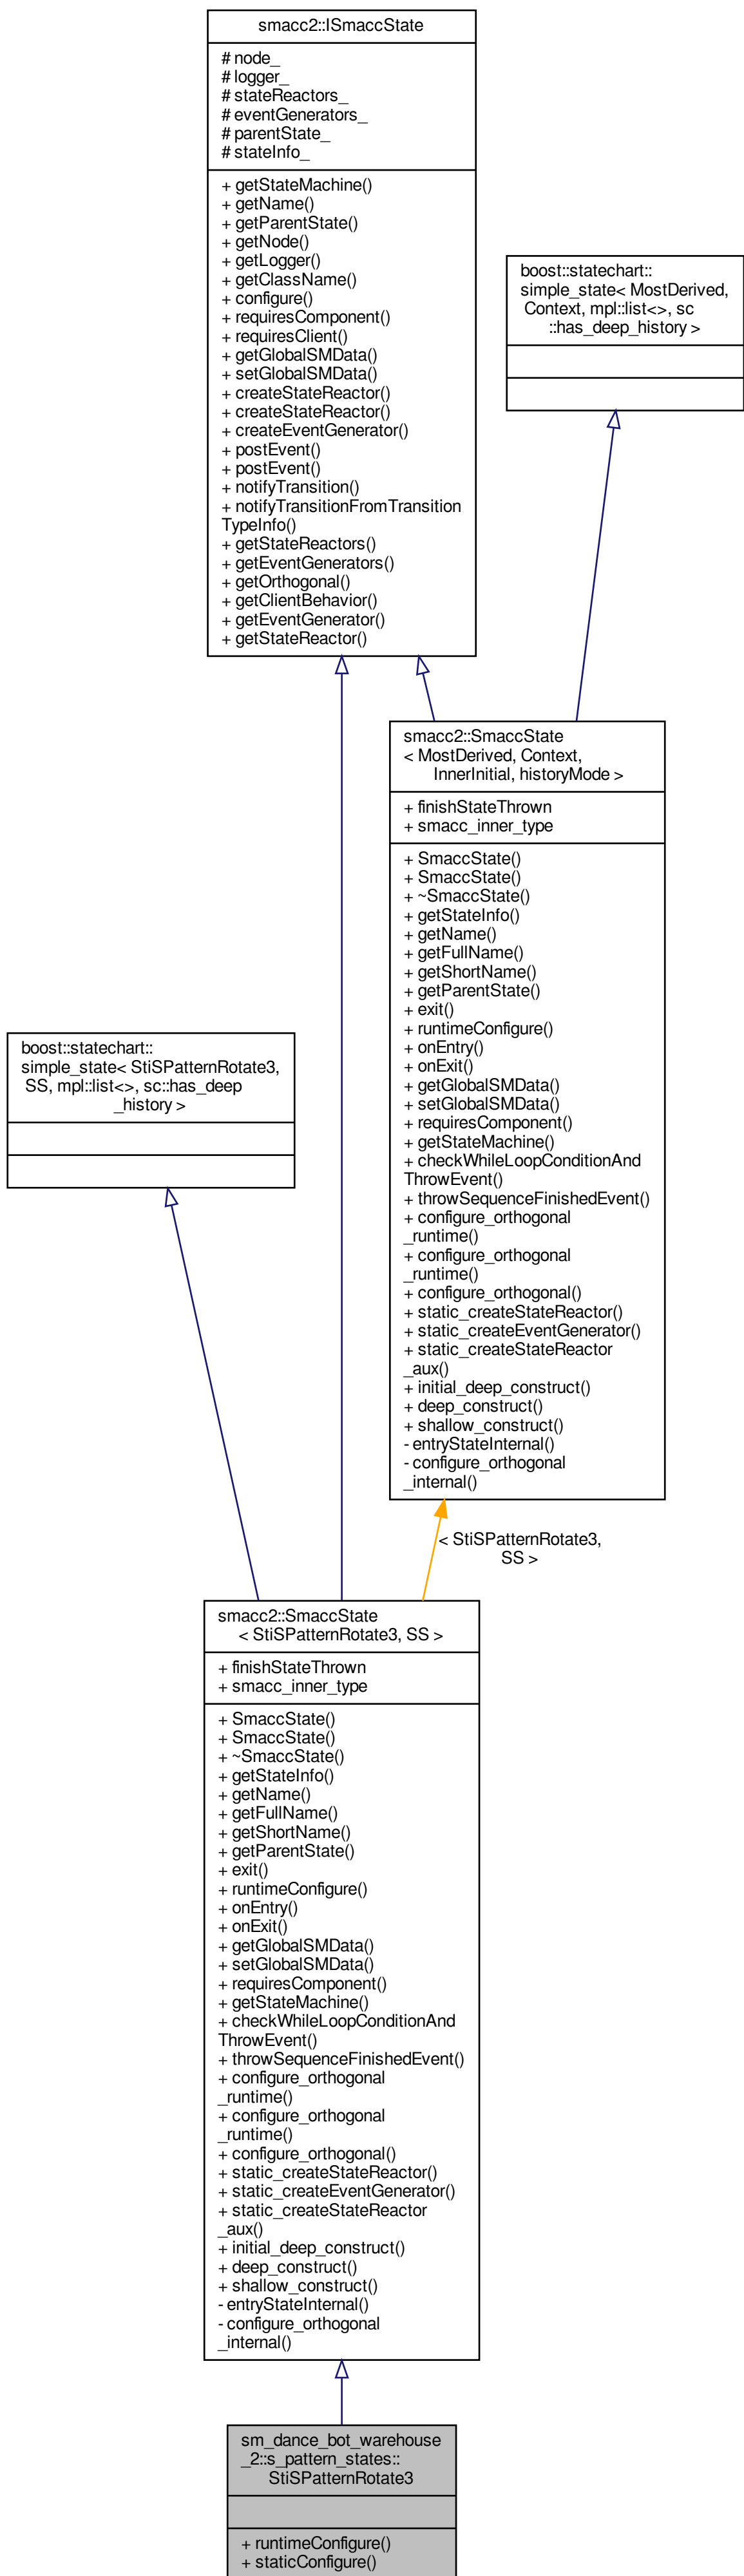 smacc2::ISmaccState
# node_
# logger_
# stateReactors_
# eventGenerators_
# parentState_
# stateInfo_
+ getStateMachine()
+ getName()
+ getParentState()
+ getNode()
+ getLogger()
+ getClassName()
+ configure()
+ requiresComponent()
+ requiresClient()
+ getGlobalSMData()
+ setGlobalSMData()
+ createStateReactor()
+ createStateReactor()
+ createEventGenerator()
+ postEvent()
+ postEvent()
+ notifyTransition()
+ notifyTransitionFromTransition
TypeInfo()
+ getStateReactors()
+ getEventGenerators()
+ getOrthogonal()
+ getClientBehavior()
+ getEventGenerator()
+ getStateReactor()
boost::statechart::
simple_state< MostDerived,
Context, mpl::list<>, sc
::has_deep_history >
smacc2::SmaccState
< MostDerived, Context,
InnerInitial, historyMode >
+ finishStateThrown
+ smacc_inner_type
+ SmaccState()
+ SmaccState()
+ ~SmaccState()
+ getStateInfo()
+ getName()
+ getFullName()
+ getShortName()
+ getParentState()
+ exit()
+ runtimeConfigure()
+ onEntry()
+ onExit()
+ getGlobalSMData()
+ setGlobalSMData()
+ requiresComponent()
+ getStateMachine()
+ checkWhileLoopConditionAnd
ThrowEvent()
+ throwSequenceFinishedEvent()
+ configure_orthogonal
_runtime()
+ configure_orthogonal
_runtime()
+ configure_orthogonal()
+ static_createStateReactor()
+ static_createEventGenerator()
+ static_createStateReactor
_aux()
+ initial_deep_construct()
+ deep_construct()
+ shallow_construct()
- entryStateInternal()
- configure_orthogonal
_internal()
boost::statechart::
simple_state< StiSPatternRotate3,
SS, mpl::list<>, sc::has_deep
_history >
< StiSPatternRotate3,
SS >
smacc2::SmaccState
< StiSPatternRotate3, SS >
+ finishStateThrown
+ smacc_inner_type
+ SmaccState()
+ SmaccState()
+ ~SmaccState()
+ getStateInfo()
+ getName()
+ getFullName()
+ getShortName()
+ getParentState()
+ exit()
+ runtimeConfigure()
+ onEntry()
+ onExit()
+ getGlobalSMData()
+ setGlobalSMData()
+ requiresComponent()
+ getStateMachine()
+ checkWhileLoopConditionAnd
ThrowEvent()
+ throwSequenceFinishedEvent()
+ configure_orthogonal
_runtime()
+ configure_orthogonal
_runtime()
+ configure_orthogonal()
+ static_createStateReactor()
+ static_createEventGenerator()
+ static_createStateReactor
_aux()
+ initial_deep_construct()
+ deep_construct()
+ shallow_construct()
- entryStateInternal()
- configure_orthogonal
_internal()
sm_dance_bot_warehouse
_2::s_pattern_states::
StiSPatternRotate3
+ runtimeConfigure()
+ staticConfigure()